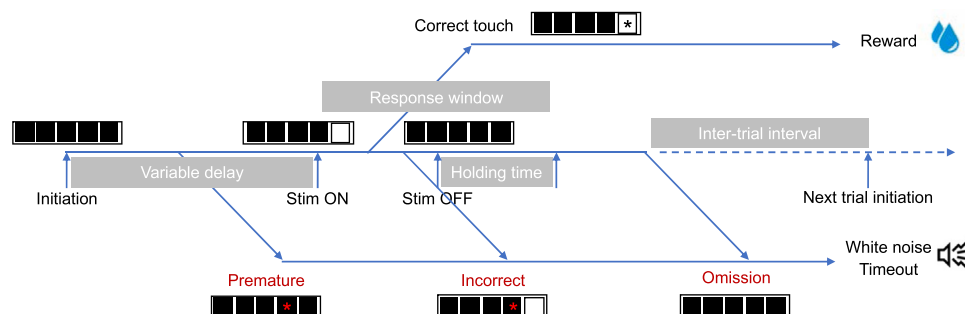 Correct touch
*
Reward
Response window
Inter-trial interval
Variable delay
Holding time
Initiation
Stim ON
Stim OFF
Next trial initiation
White noise
Timeout
Premature
Incorrect
Omission
*
*